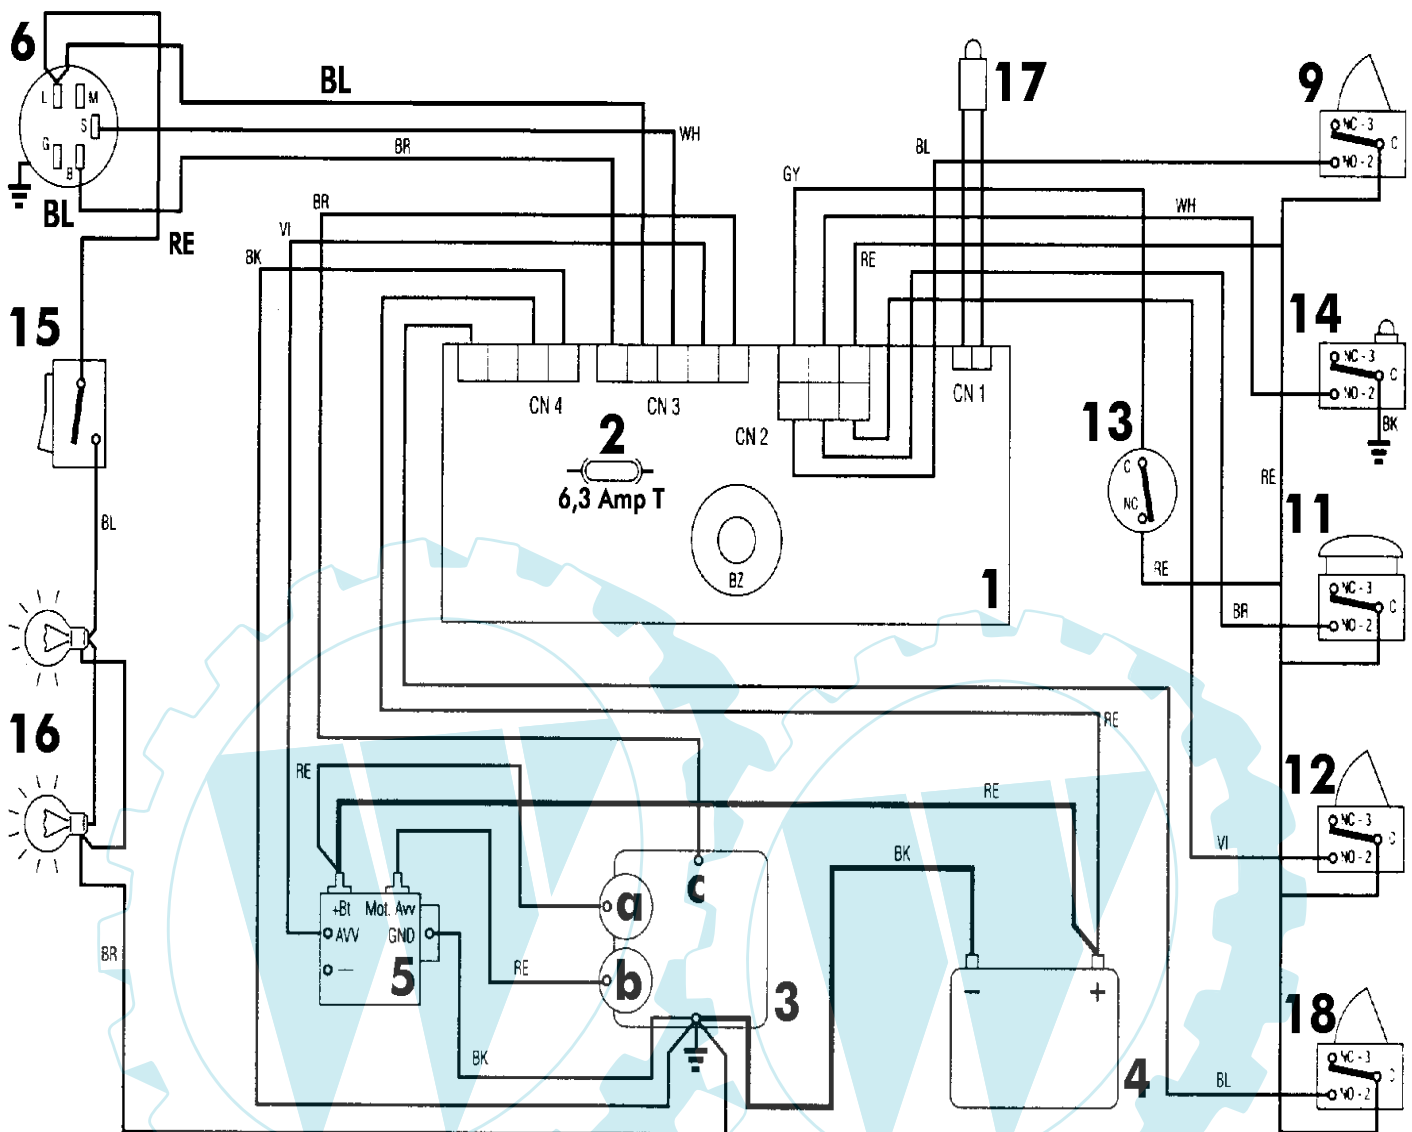 6
L
M
S
G
B
BL
BL
RE
WH
BR
BR
VI
BK
17
BL
GY
WH
RE
9
NC - 3
C
NO - 2
14
NC - 3
C
NO - 2
BK
15
BL
CN 4
CN 3
CN 2
CN 1
2
6,3 Amp T
BZ
1
13
C
NC
RE
RE
11
NC - 3
C
NO - 2
BR
16
BR
RE
RE
RE
12
NC - 3
C
NO - 2
VI
+Bt
Mot. Avv
AVV
GND
5
RE
BK
a
b
c
3
BK
−
+
4
18
NC - 3
NO - 2
BL